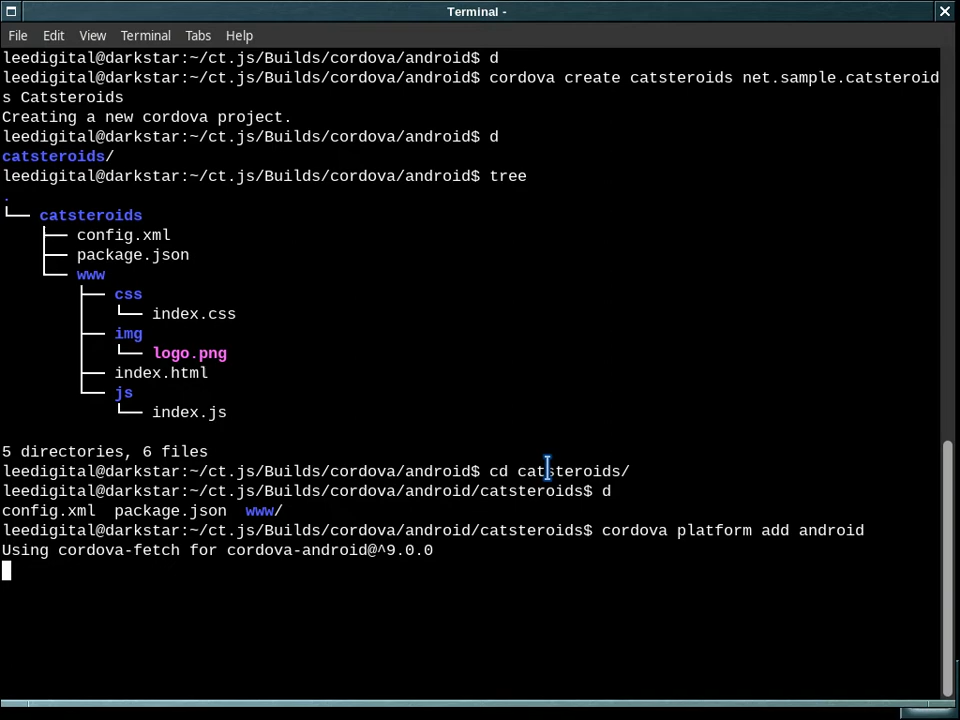 Terminal -
File Edit View Terminal Tabs Help
leedigital@darkstar:~/ct.js/Builds/cordova/android$ d
leedigital@darkstar:~/ct.js/Builds/cordova/android$ cordova create catsteroids net.sample.catsteroid
s Catsteroids
Creating a new cordova project.
leedigital@darkstar:~/ct.js/Builds/cordova/android$ d
catsteroids/
leedigital@darkstar:~/ct.js/Builds/cordova/android$ tree
.
└── catsteroids
    ├── config.xml
    ├── package.json
    └── www
        ├── css
        │   └── index.css
        ├── img
        │   └── logo.png
        ├── index.html
        └── js
            └── index.js
5 directories, 6 files
leedigital@darkstar:~/ct.js/Builds/cordova/android$ cd catsteroids/
leedigital@darkstar:~/ct.js/Builds/cordova/android/catsteroids$ d
config.xml  package.json  www/
leedigital@darkstar:~/ct.js/Builds/cordova/android/catsteroids$ cordova platform add android
Using cordova-fetch for cordova-android@^9.0.0